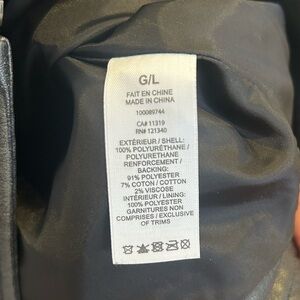 G/L
FAIT EN CHINE
MADE IN CHINA
100089744
CA# 11319
RN# 121340
EXTÉRIEUR / SHELL:
100% POLYURÉTHANE /
POLYURETHANE
RENFORCEMENT /
BACKING:
91% POLYESTER
7% COTON / COTTON
2% VISCOSE
INTÉRIEUR / LINING:
100% POLYESTER
GARNITURES NON
COMPRISES / EXCLUSIVE
OF TRIMS